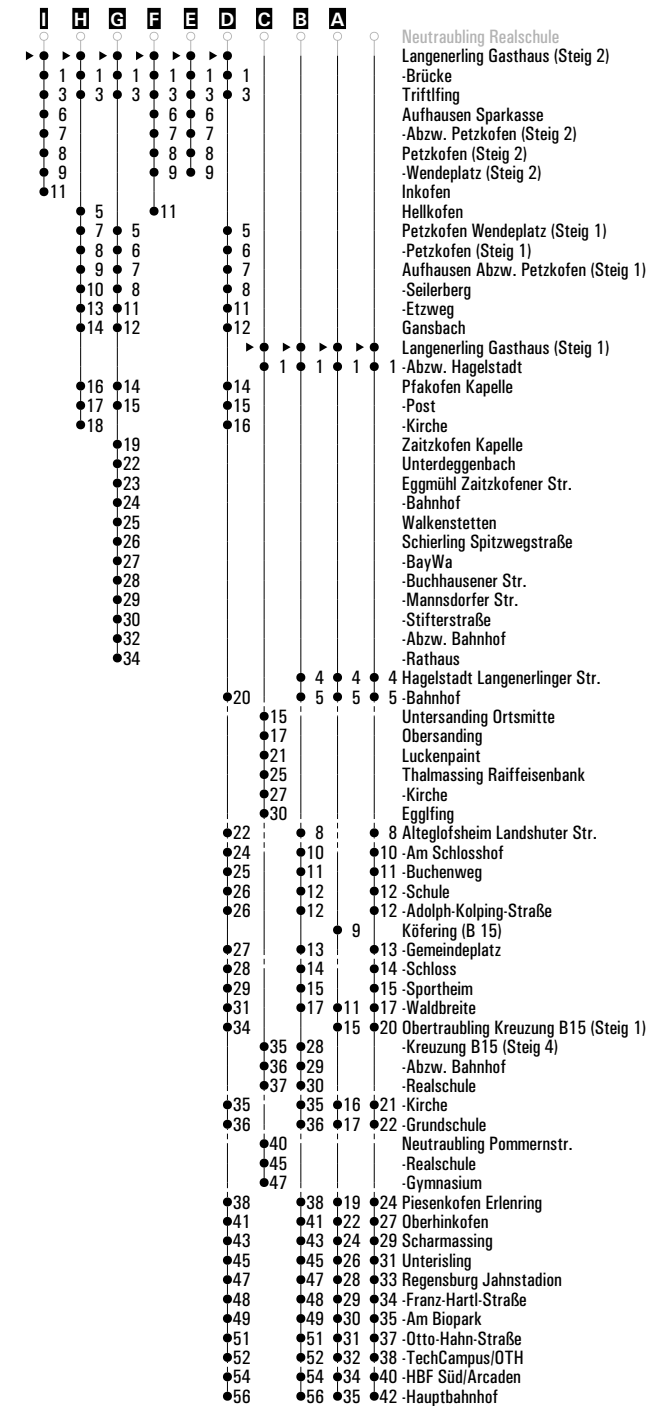 I H G F E D C B A
Neutraubling Realschule
Langenerling Gasthaus (Steig 2)
1 1 1 1 1 1 -Brücke
3 3 3 3 3 3 Triftlfing
6 6 6 Aufhausen Sparkasse
7 7 7 -Abzw. Petzkofen (Steig 2)
8 8 8 Petzkofen (Steig 2)
9 9 9 -Wendeplatz (Steig 2)
11 Inkofen
5 11 Hellkofen
7 5 5 Petzkofen Wendeplatz (Steig 1)
8 6 6 -Petzkofen (Steig 1)
9 7 7 Aufhausen Abzw. Petzkofen (Steig 1)
10 8 8 -Seilerberg
13 11 11 -Etzweg
14 12 12 Gansbach
Langenerling Gasthaus (Steig 1)
1 1 1 1 -Abzw. Hagelstadt
16 14 14 Pfakofen Kapelle
17 15 15 -Post
18 16 -Kirche
19 Zaitzkofen Kapelle
22 Unterdeggenbach
23 Eggmühl Zaitzkofener Str.
24 -Bahnhof
25 Walkenstetten
26 Schierling Spitzwegstraße
27 -BayWa
28 -Buchhausener Str.
29 -Mannsdorfer Str.
30 -Stifterstraße
32 -Abzw. Bahnhof
34 -Rathaus
4 4 4 Hagelstadt Langenerlinger Str.
20 5 5 5 -Bahnhof
15 Untersanding Ortsmitte
17 Obersanding
21 Luckenpaint
25 Thalmassing Raiffeisenbank
27 -Kirche
30 Egglfing
22 8 8 Alteglofsheim Landshuter Str.
24 10 10 -Am Schlosshof
25 11 11 -Buchenweg
26 12 12 -Schule
26 12 12 -Adolph-Kolping-Straße
9 Köfering (B 15)
27 13 13 -Gemeindeplatz
28 14 14 -Schloss
29 15 15 -Sportheim
31 17 11 17 -Waldbreite
34 15 20 Obertraubling Kreuzung B15 (Steig 1)
35 28 -Kreuzung B15 (Steig 4)
36 29 -Abzw. Bahnhof
37 30 -Realschule
35 35 16 21 -Kirche
36 36 17 22 -Grundschule
40 Neutraubling Pommernstr.
45 -Realschule
47 -Gymnasium
38 38 19 24 Piesenkofen Erlenring
41 41 22 27 Oberhinkofen
43 43 24 29 Scharmassing
45 45 26 31 Unterisling
47 47 28 33 Regensburg Jahnstadion
48 48 29 34 -Franz-Hartl-Straße
49 49 30 35 -Am Biopark
51 51 31 37 -Otto-Hahn-Straße
52 52 32 38 -TechCampus/OTH
54 54 34 40 -HBF Süd/Arcaden
56 56 35 42 -Hauptbahnhof